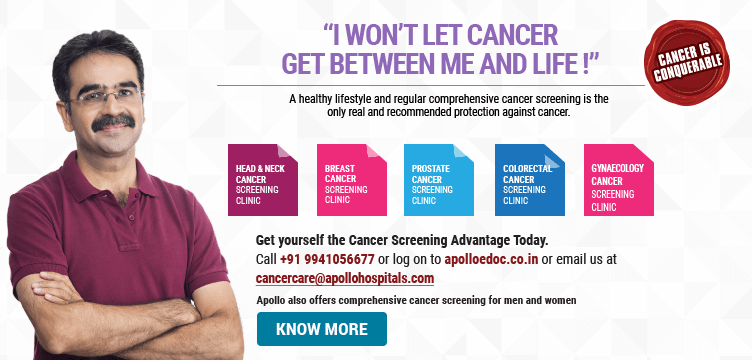 “I WON’T LET CANCER
GET BETWEEN ME AND LIFE !”
CANCER IS
CONQUERABLE
A healthy lifestyle and regular comprehensive cancer screening is the
only real and recommended protection against cancer.
HEAD & NECK
CANCER
SCREENING
CLINIC
BREAST
CANCER
SCREENING
CLINIC
PROSTATE
CANCER
SCREENING
CLINIC
COLORECTAL
CANCER
SCREENING
CLINIC
GYNAECOLOGY
CANCER
SCREENING
CLINIC
Get yourself the Cancer Screening Advantage Today.
Call +91 9941056677 or log on to apolloedoc.co.in or email us at
cancercare@apollohospitals.com
Apollo also offers comprehensive cancer screening for men and women
KNOW MORE